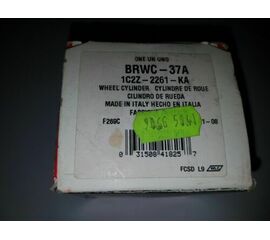 ONE UN UNO
BRWC-37A
1C2Z-2261-KA
WHEEL CYLINDER CYLINDRE DE ROUE
CILINDRO DE RUEDA
MADE IN ITALY HECHO EN ITALIA
F269C
0 31508 41825 7
FCSD L9